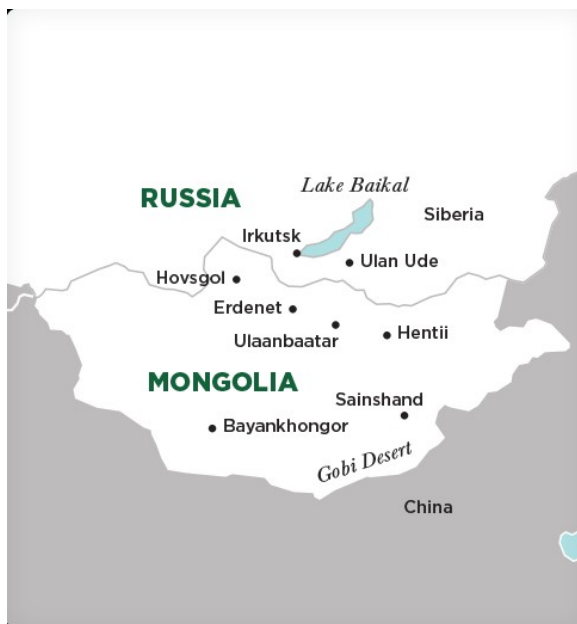 Lake Baikal
RUSSIA
Siberia
Irkutsk
Ulan Ude
Hovsgol
Erdenet
Ulaanbaatar
Hentii
MONGOLIA
Sainshand
Bayankhongor
Gobi Desert
China